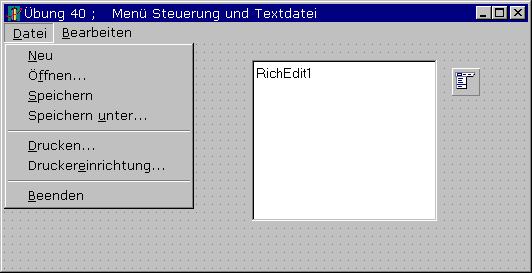 Übung 40 ;    Menü Steuerung und Textdatei
Datei Bearbeiten
Neu
Öffnen...
Speichern
Speichern unter...
Drucken...
Druckereinrichtung...
Beenden
RichEdit1